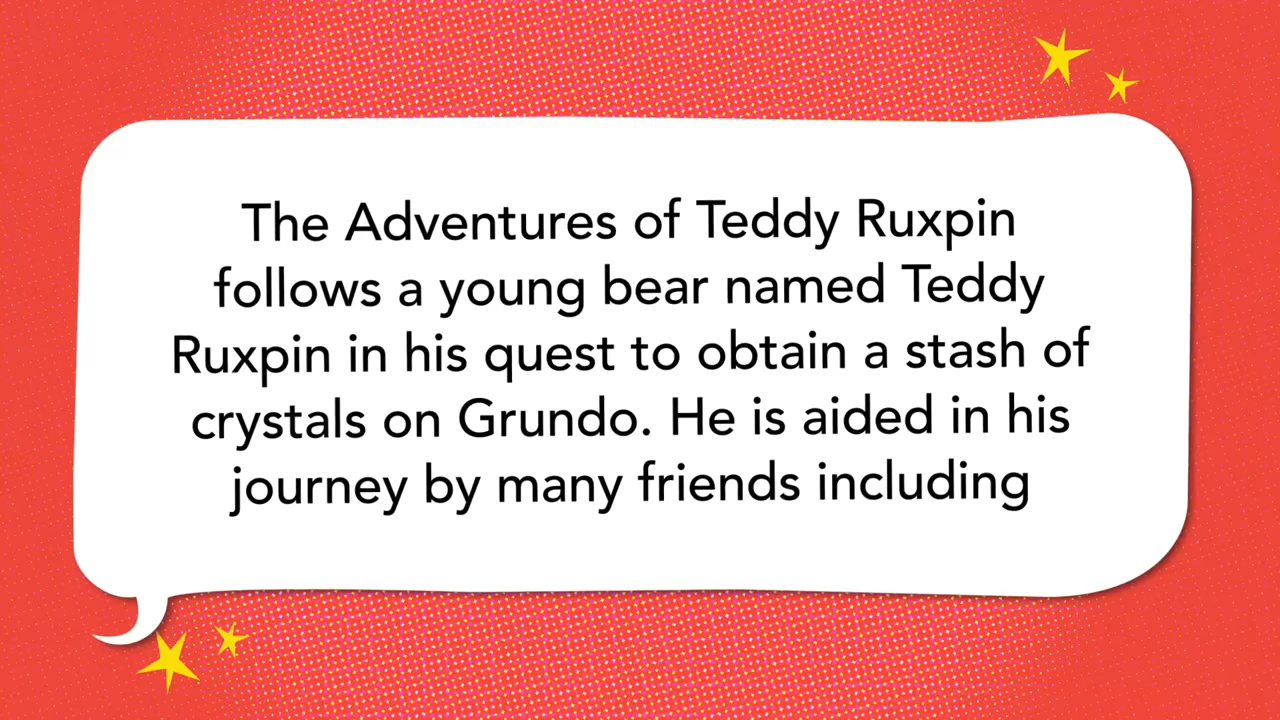 The Adventures of Teddy Ruxpin
follows a young bear named Teddy
Ruxpin in his quest to obtain a stash of
crystals on Grundo. He is aided in his
journey by many friends including